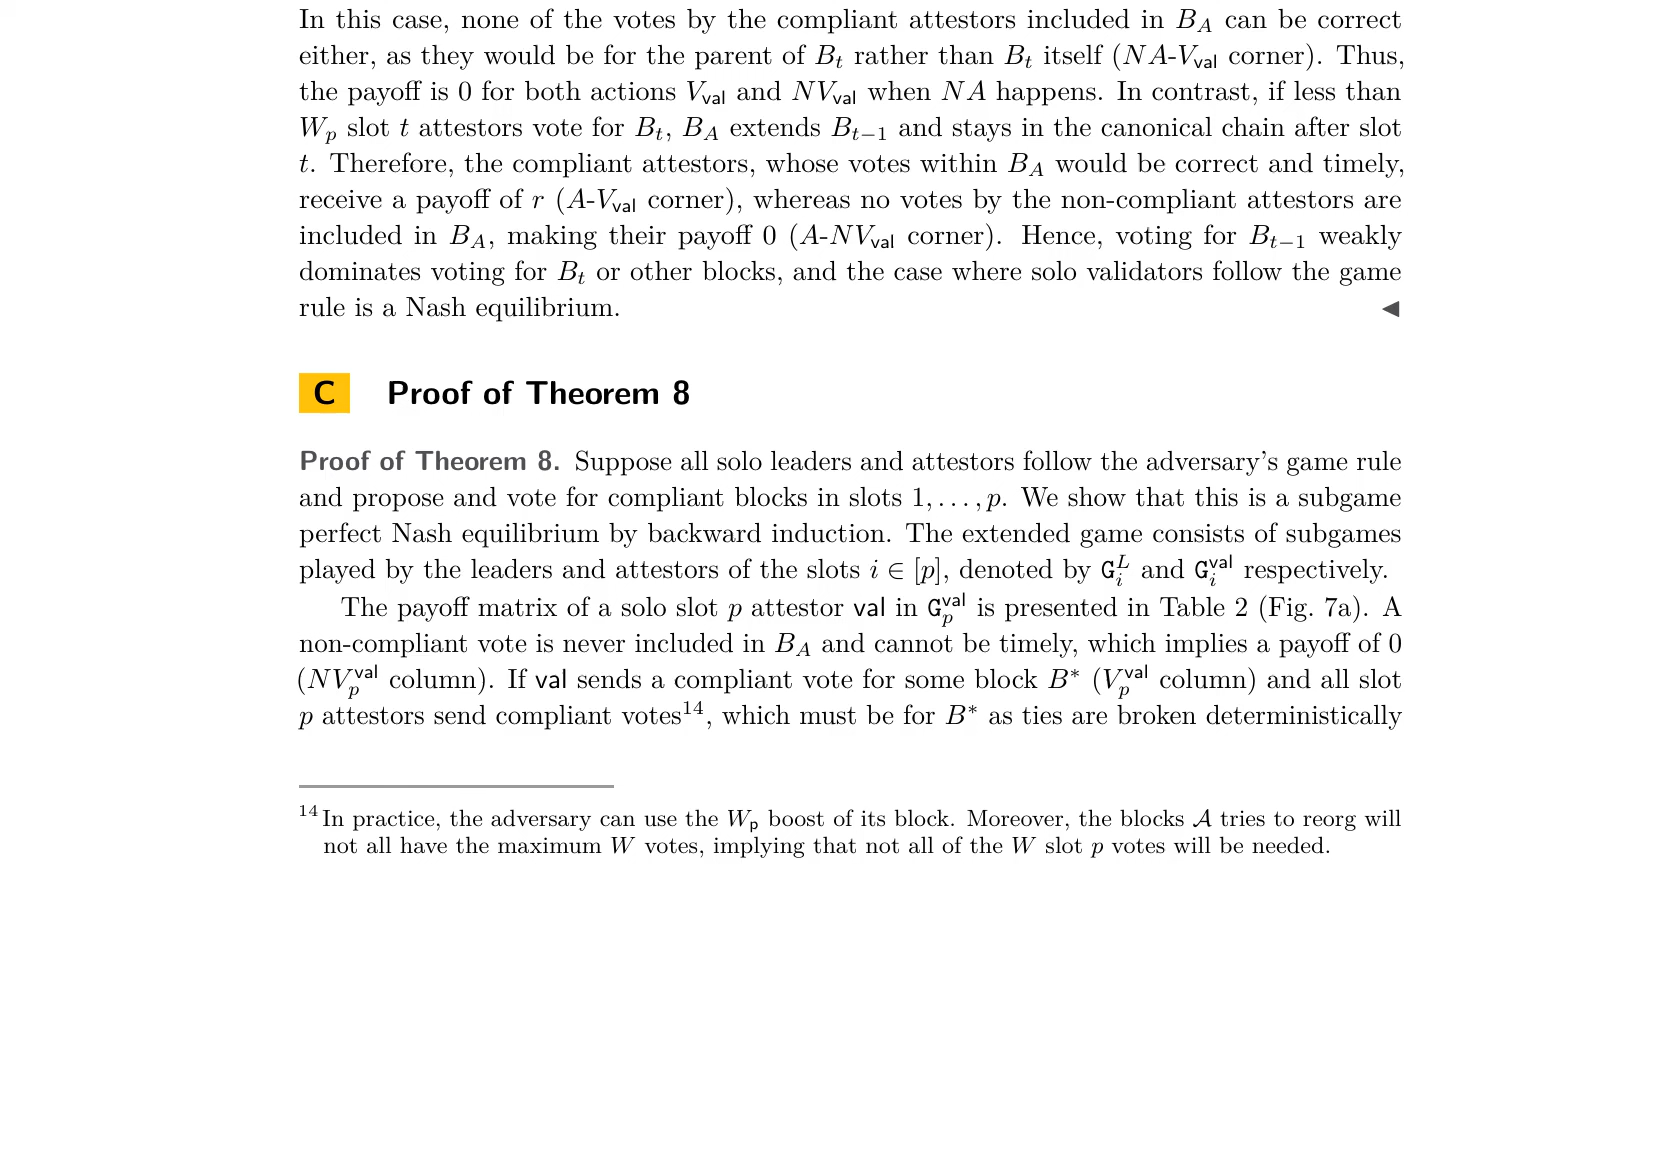 In this case, none of the votes by the compliant attestors included in B_A can be correct
either, as they would be for the parent of B_t rather than B_t itself (NA-V_val corner). Thus,
the payoff is 0 for both actions V_val and NV_val when NA happens. In contrast, if less than
W_p slot t attestors vote for B_t, B_A extends B_{t−1} and stays in the canonical chain after slot
t. Therefore, the compliant attestors, whose votes within B_A would be correct and timely,
receive a payoff of r (A-V_val corner), whereas no votes by the non-compliant attestors are
included in B_A, making their payoff 0 (A-NV_val corner). Hence, voting for B_{t−1} weakly
dominates voting for B_t or other blocks, and the case where solo validators follow the game
rule is a Nash equilibrium. ◀
C Proof of Theorem 8
Proof of Theorem 8. Suppose all solo leaders and attestors follow the adversary's game rule
and propose and vote for compliant blocks in slots 1, . . . , p. We show that this is a subgame
perfect Nash equilibrium by backward induction. The extended game consists of subgames
played by the leaders and attestors of the slots i ∈ [p], denoted by G_i^L and G_i^val respectively.
The payoff matrix of a solo slot p attestor val in G_p^val is presented in Table 2 (Fig. 7a). A
non-compliant vote is never included in B_A and cannot be timely, which implies a payoff of 0
(NV_p^val column). If val sends a compliant vote for some block B* (V_p^val column) and all slot
p attestors send compliant votes^14, which must be for B* as ties are broken deterministically
^14 In practice, the adversary can use the W_p boost of its block. Moreover, the blocks 𝒜 tries to reorg will
not all have the maximum W votes, implying that not all of the W slot p votes will be needed.